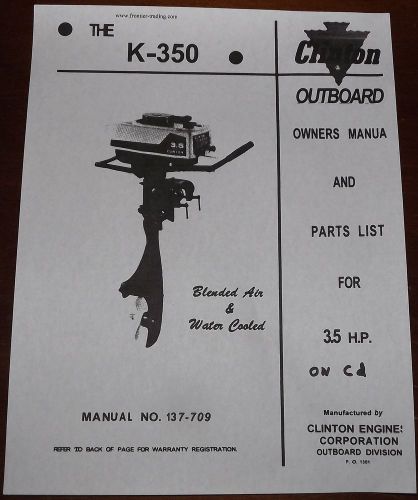 www.frontier-trading.com
THE
K-350
Clinton
OUTBOARD
OWNERS MANUA
AND
PARTS LIST
FOR
3.5 H.P.
ON Cd
3.5
CLINTON
Blended Air
&
Water Cooled
MANUAL NO. 137-709
REFER TO BACK OF PAGE FOR WARRANTY REGISTRATION.
Manufactured by
CLINTON ENGINES
CORPORATION
OUTBOARD DIVISION
P. O. 1301